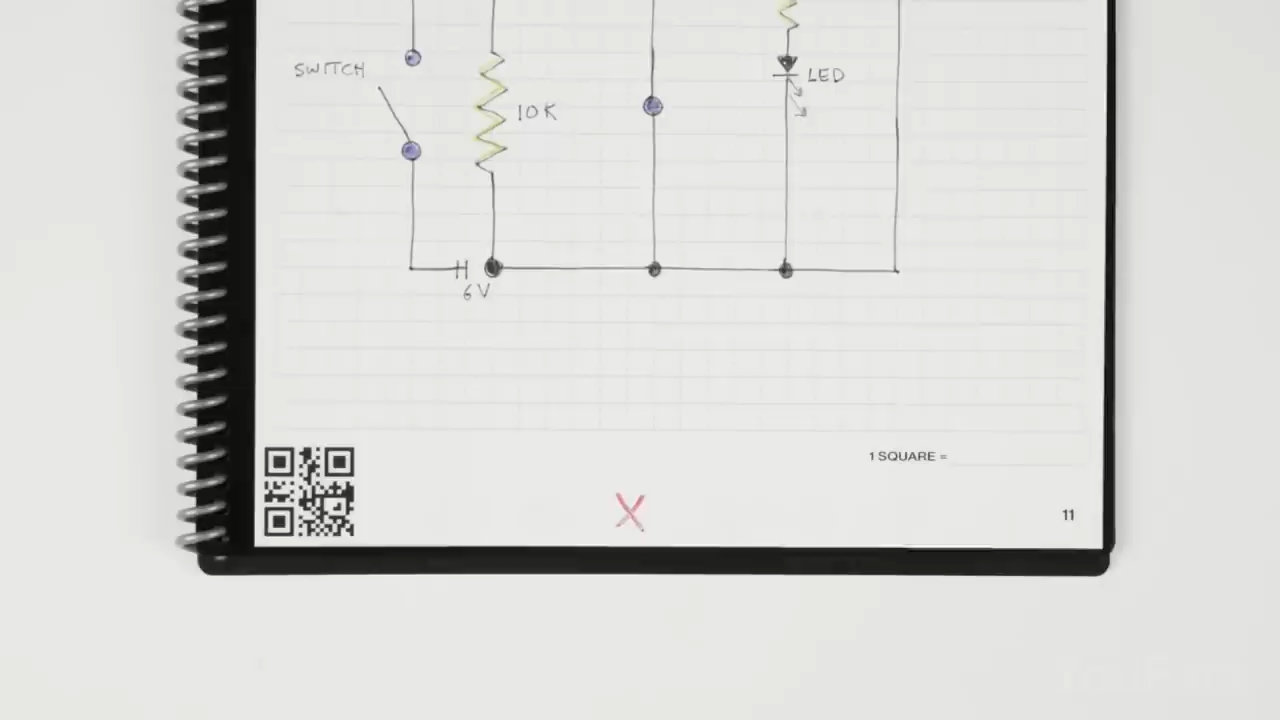 SWITCH
LED
10K
6V
1 SQUARE =
X
11